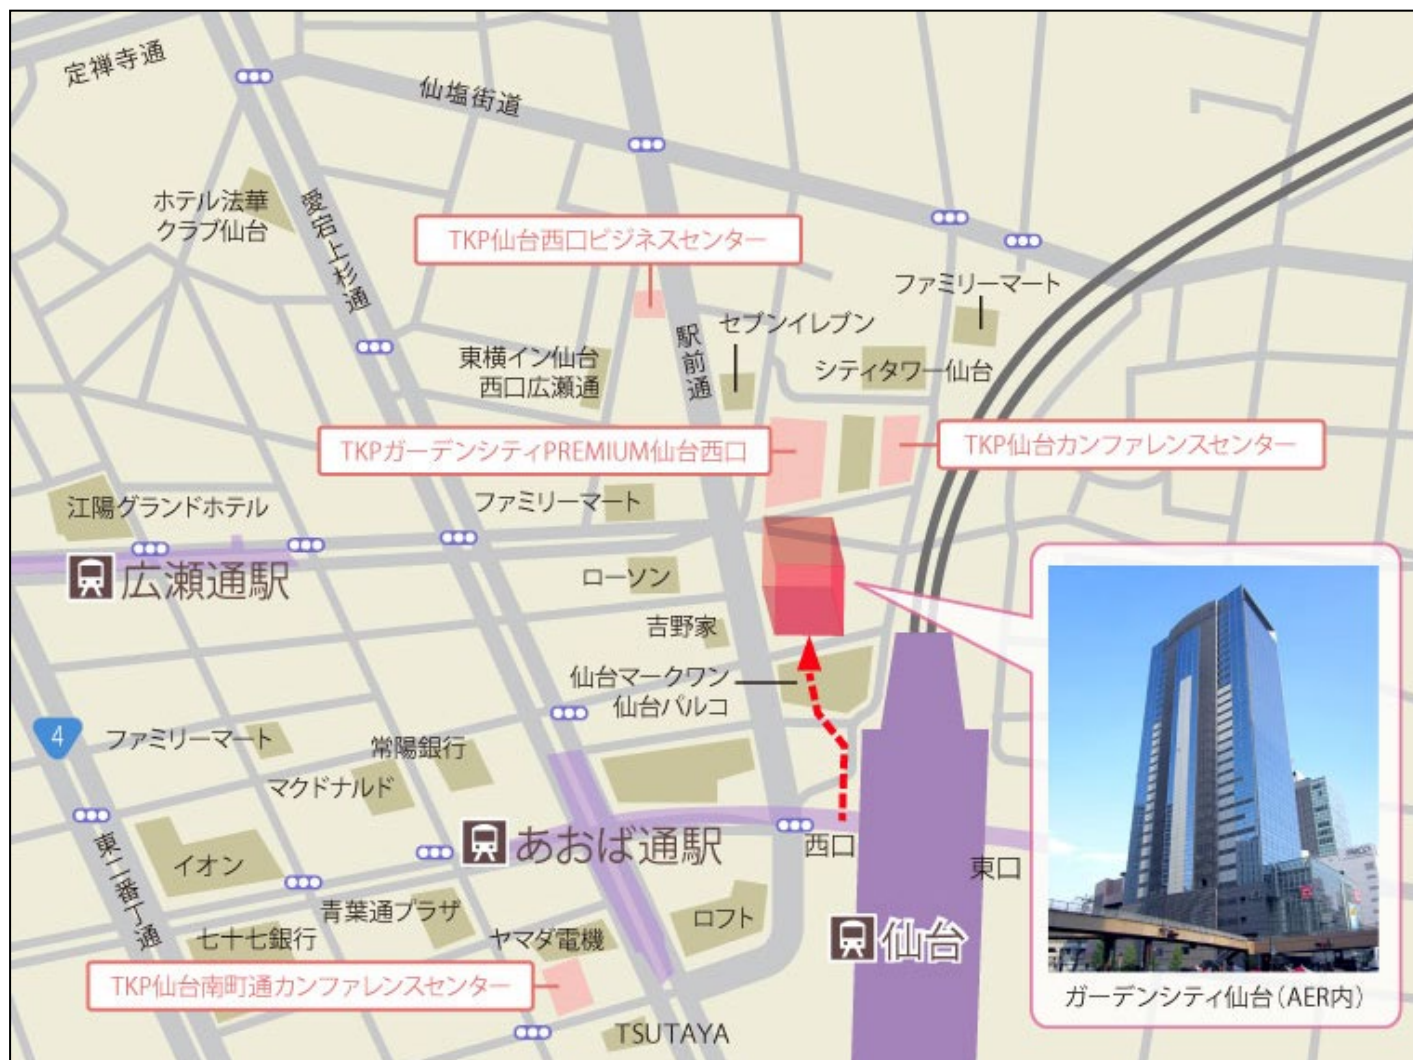 定禅寺通
仙塩街道
ホテル法華
クラブ仙台
愛宕上杉通
TKP仙台西口ビジネスセンター
ファミリーマート
セブンイレブン
駅前通
東横イン仙台
西口広瀬通
シティタワー仙台
TKPガーデンシティPREMIUM仙台西口
TKP仙台カンファレンスセンター
江陽グランドホテル
ファミリーマート
広瀬通駅
ローソン
吉野家
仙台マークワン
仙台パルコ
4
ファミリーマート
常陽銀行
マクドナルド
東二番丁通
イオン
あおば通駅
西口
東口
青葉通プラザ
七十七銀行
ヤマダ電機
ロフト
仙台
TKP仙台南町通カンファレンスセンター
TSUTAYA
ガーデンシティ仙台(AER内)